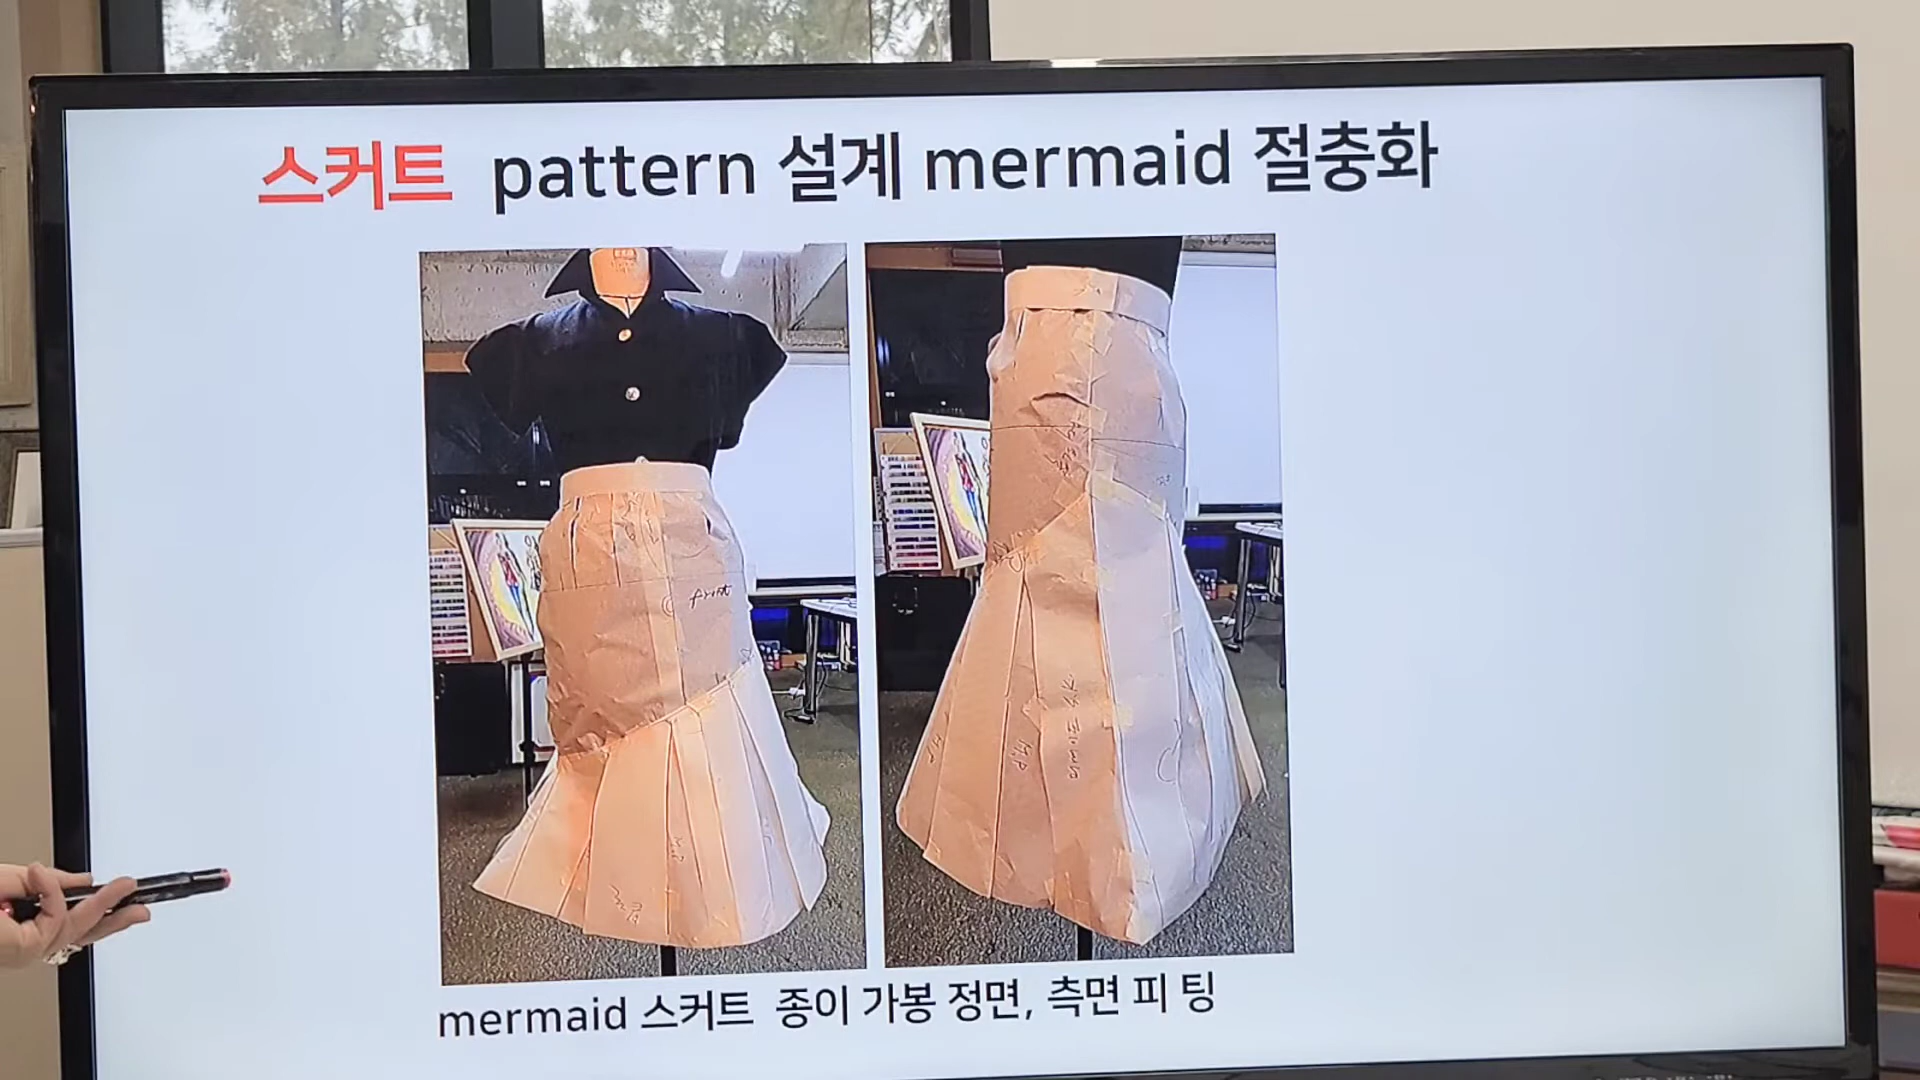 스커트 pattern 설계 mermaid 절충화
front
mermaid 스커트 종이 가봉 정면, 측면 피 팅